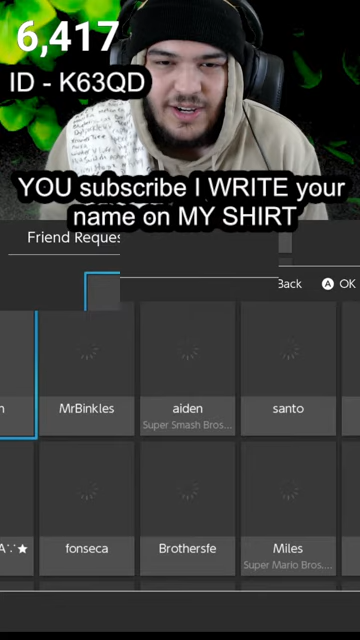 6,417
ID - K63QD
YOU subscribe I WRITE your
name on MY SHIRT
Friend Reques
Back A OK
MrBinkles aiden santo
Super Smash Bros...
fonseca Brothersfe Miles
Super Mario Bros....